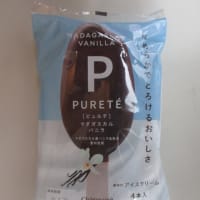 MADAGASCAR
VANILLA
P
PURETÉ
[ピュルテ]
マダガスカル
バニラ
なめらかでとろけるおいしさ
アイスクリーム
4本入